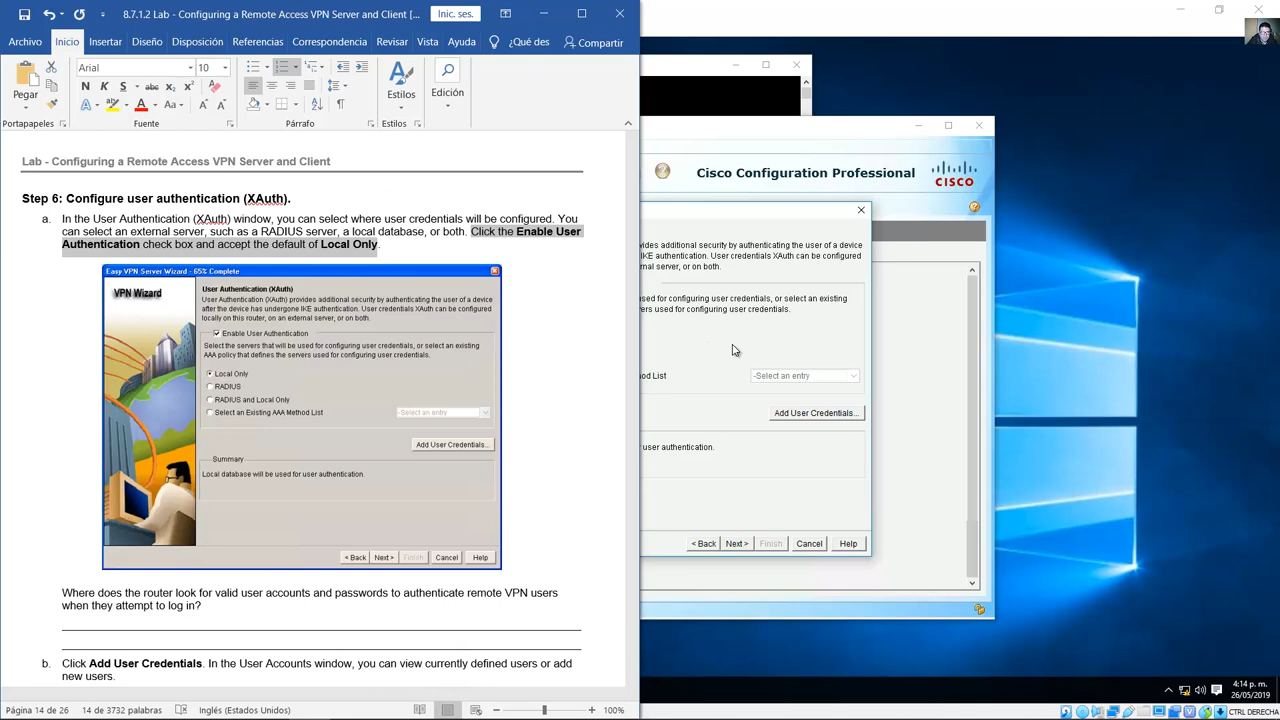 8.7.1.2 Lab - Configuring a Remote Access VPN Server and Client [...
Inic. ses.
Archivo Inicio Insertar Diseño Disposición Referencias Correspondencia Revisar Vista Ayuda ¿Qué des Compartir
Pegar
Arial 10
N K S abc x₂ x²
A aby A Aa A A
Estilos
Edición
Portapapeles Fuente Párrafo Estilos
Lab - Configuring a Remote Access VPN Server and Client
Step 6: Configure user authentication (XAuth).
a. In the User Authentication (XAuth) window, you can select where user credentials will be configured. You
can select an external server, such as a RADIUS server, a local database, or both. Click the Enable User
Authentication check box and accept the default of Local Only.
Easy VPN Server Wizard - 65% Complete
VPN Wizard
User Authentication (XAuth)
User Authentication (XAuth) provides additional security by authenticating the user of a device
after the device has undergone IKE authentication. User credentials XAuth can be configured
locally on this router, on an external server, or on both.
Enable User Authentication
Select the servers that will be used for configuring user credentials, or select an existing
AAA policy that defines the servers used for configuring user credentials.
Local Only
RADIUS
RADIUS and Local Only
Select an Existing AAA Method List -Select an entry
Add User Credentials...
Summary
Local database will be used for user authentication.
< Back Next > Finish Cancel Help
Where does the router look for valid user accounts and passwords to authenticate remote VPN users
when they attempt to log in?
b. Click Add User Credentials. In the User Accounts window, you can view currently defined users or add
new users.
Página 14 de 26 14 de 3732 palabras Inglés (Estados Unidos) 100%
Cisco Configuration Professional
CISCO
vides additional security by authenticating the user of a device
IKE authentication. User credentials XAuth can be configured
rnal server, or on both.
used for configuring user credentials, or select an existing
ers used for configuring user credentials.
od List -Select an entry
Add User Credentials...
user authentication.
< Back Next > Finish Cancel Help
4:14 p. m.
26/05/2019
CTRL DERECHA